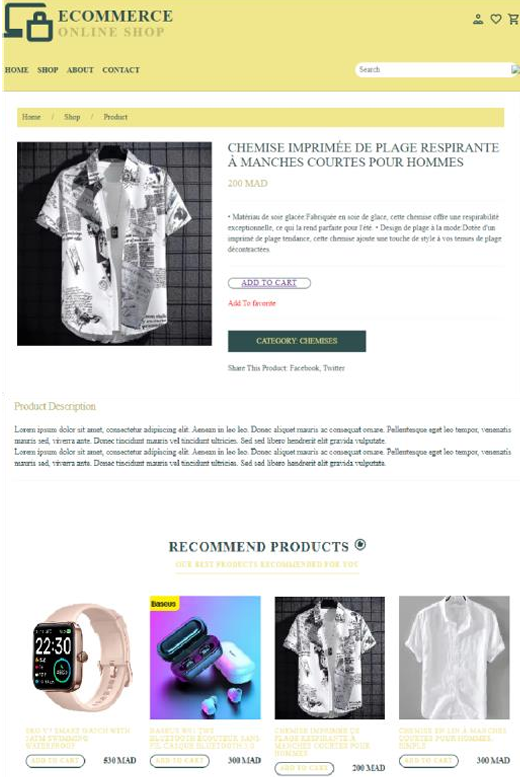 ECOMMERCE
ONLINE SHOP
HOME SHOP ABOUT CONTACT
Search
Home / Shop / Product
CHEMISE IMPRIMÉE DE PLAGE RESPIRANTE
À MANCHES COURTES POUR HOMMES
200 MAD
• Matériau de soie glacée:Fabriquée en soie de glace, cette chemise offre une respirabilité
exceptionnelle, ce qui la rend parfaite pour l'été. • Design de plage à la mode:Dotée d'un
imprimé de plage tendance, cette chemise ajoute une touche de style à vos tenues de plage
décontractées
ADD TO CART
Add To favorite
CATEGORY: CHEMISES
Share This Product: Facebook, Twitter
Product Description
Lorem ipsum dolor sit amet, consectetur adipiscing elit. Aenean in leo leo. Donec aliquet mauris ac consequat ornare. Pellentesque eget leo tempor, venenatis
mauris sed, viverra ante. Donec tincidunt mauris vel tincidunt ultricies. Sed sed libero hendrerit elit gravida vulputate.
Lorem ipsum dolor sit amet, consectetur adipiscing elit. Aenean in leo leo. Donec aliquet mauris ac consequat ornare. Pellentesque eget leo tempor, venenatis
mauris sed, viverra ante. Donec tincidunt mauris vel tincidunt ultricies. Sed sed libero hendrerit elit gravida vulputate.
RECOMMEND PRODUCTS
OUR BEST PRODUCTS RECOMMENDED FOR YOU
22:30
Baseus
SMART WATCH WITH
SWIMMING
WATERPROOF
ADD TO CART 530 MAD
BASEUS TWS
BLUETOOTH ÉCOUTEUR SANS
FIL CASQUE BLUETOOTH
ADD TO CART 300 MAD
CHEMISE IMPRIMÉE DE
PLAGE RESPIRANTE À
MANCHES COURTES POUR
HOMMES
ADD TO CART 200 MAD
CHEMISE EN LIN À MANCHES
COURTES POUR HOMMES,
SIMPLE
ADD TO CART 300 MAD